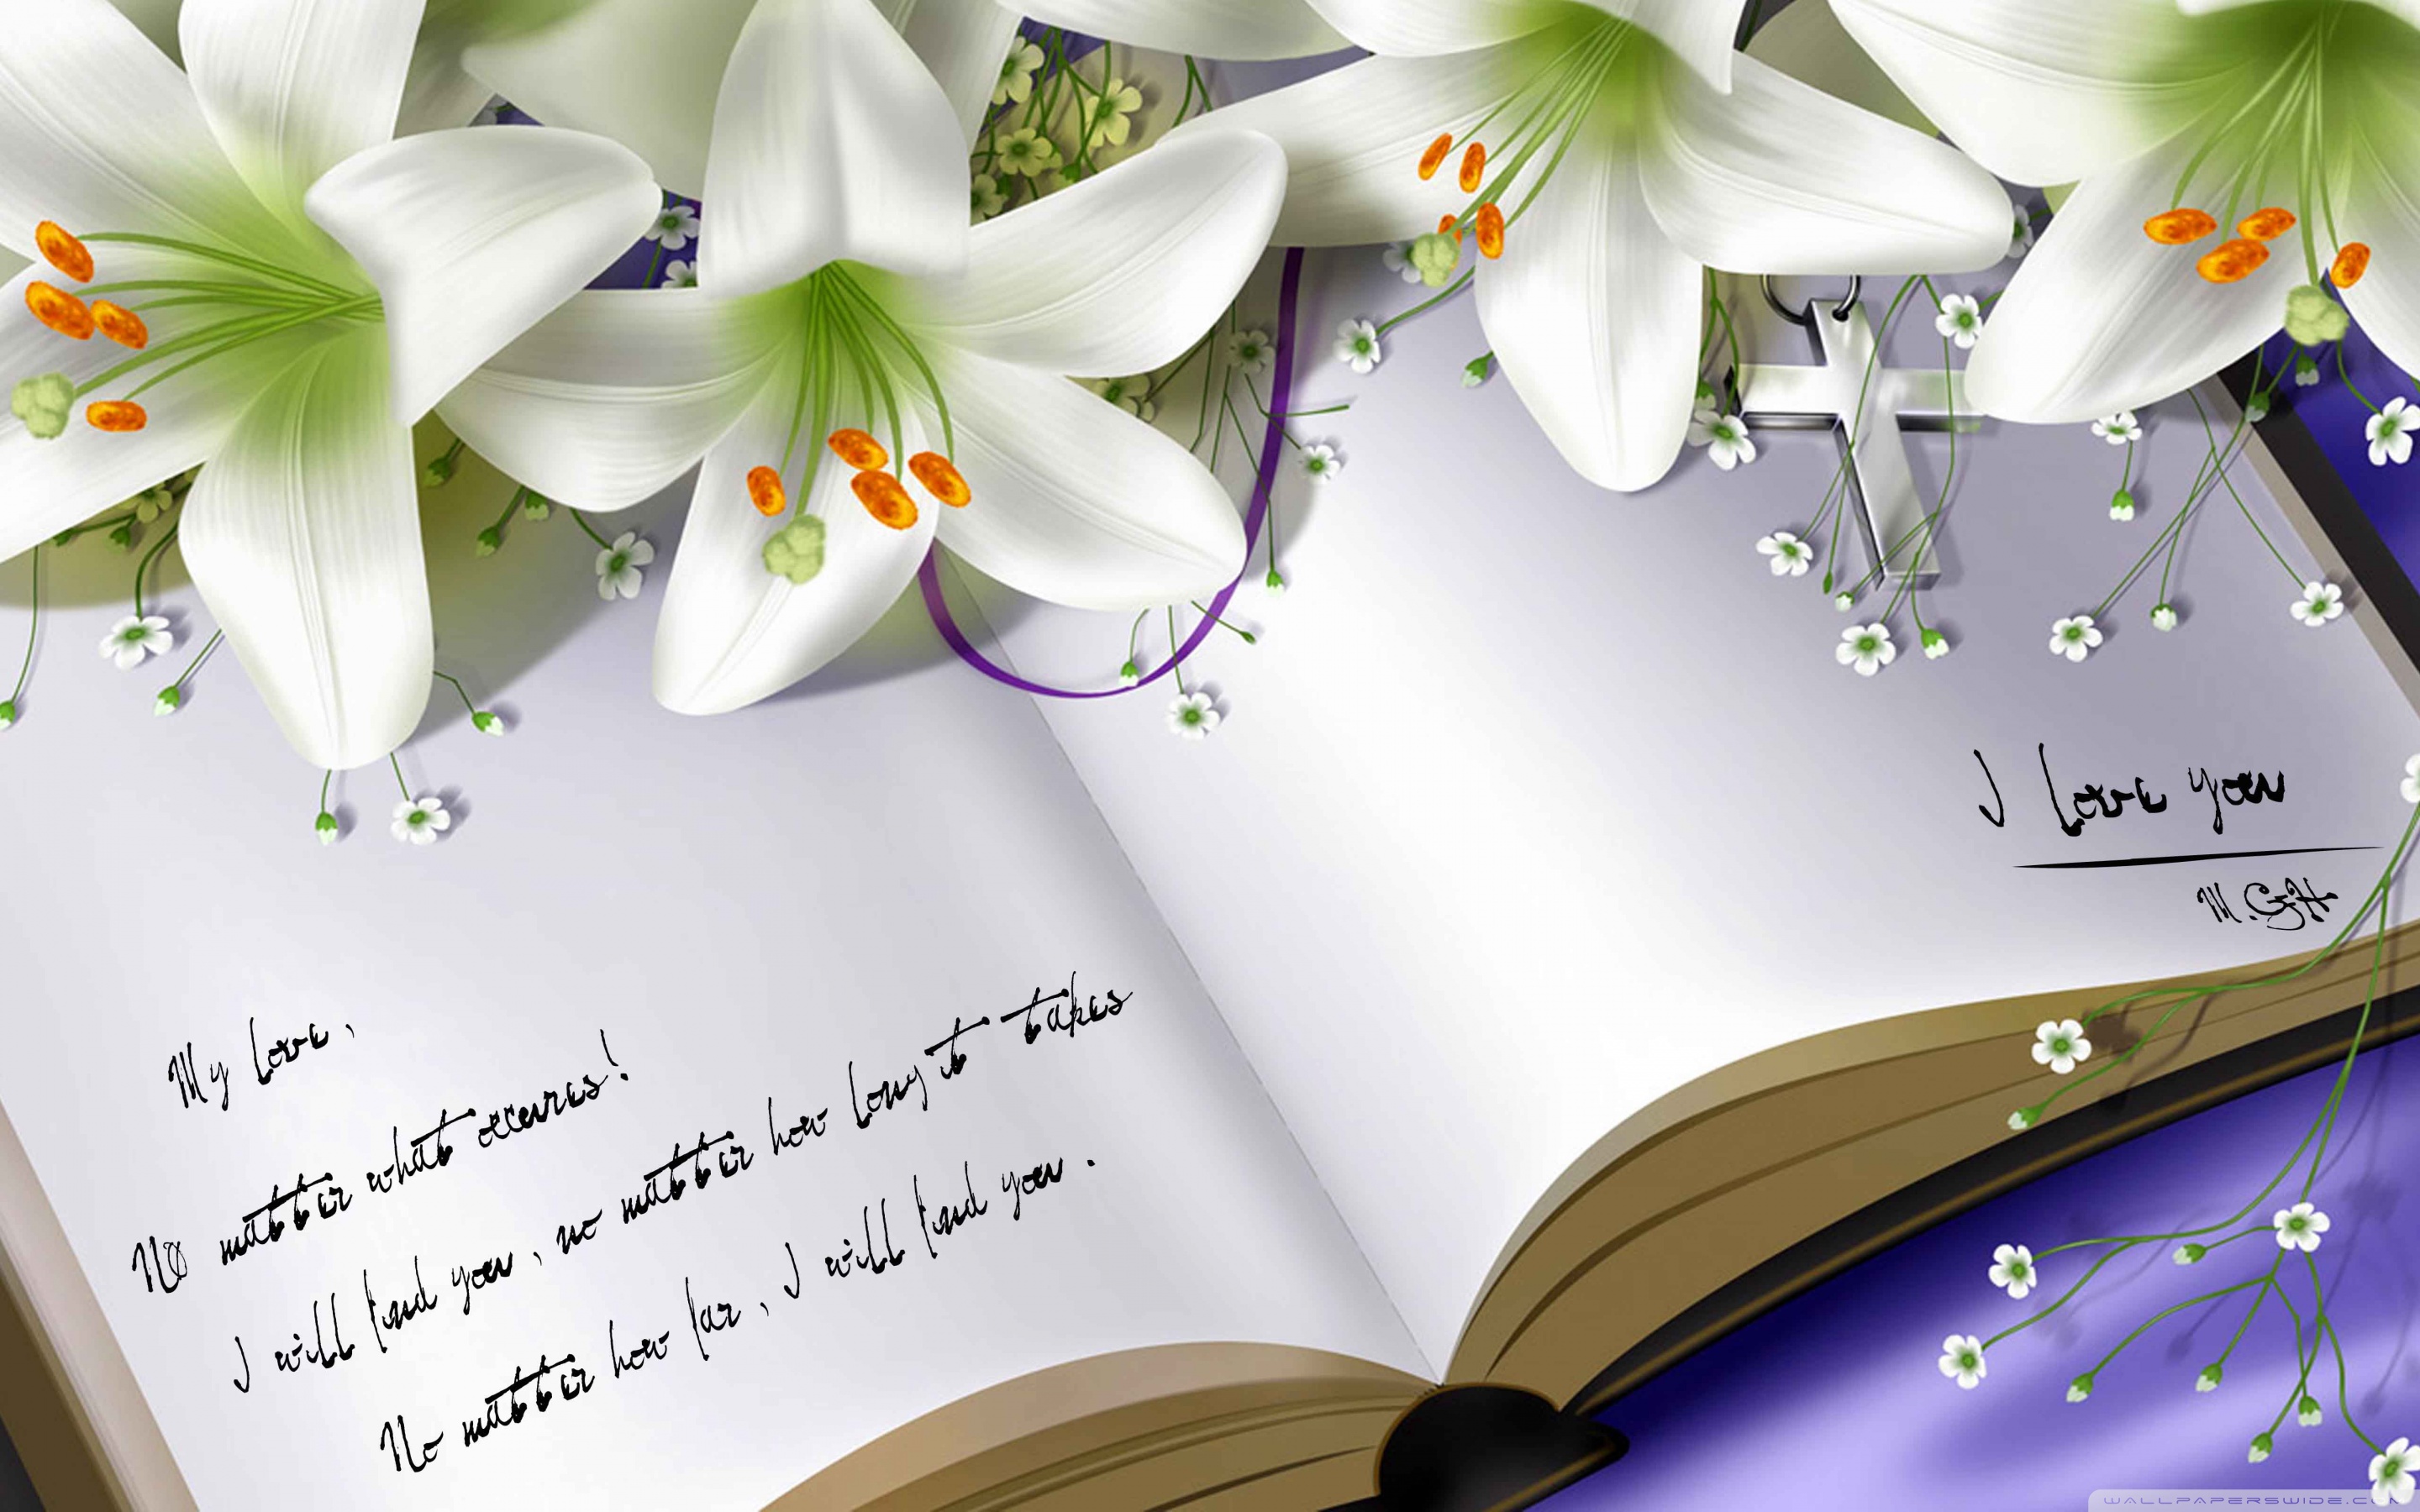 My Love,
No matter what occures!
I will find you, no matter how long it takes
No matter how far, I will find you.
I Love you
M.GH
WALLPAPERSWIDE.COM